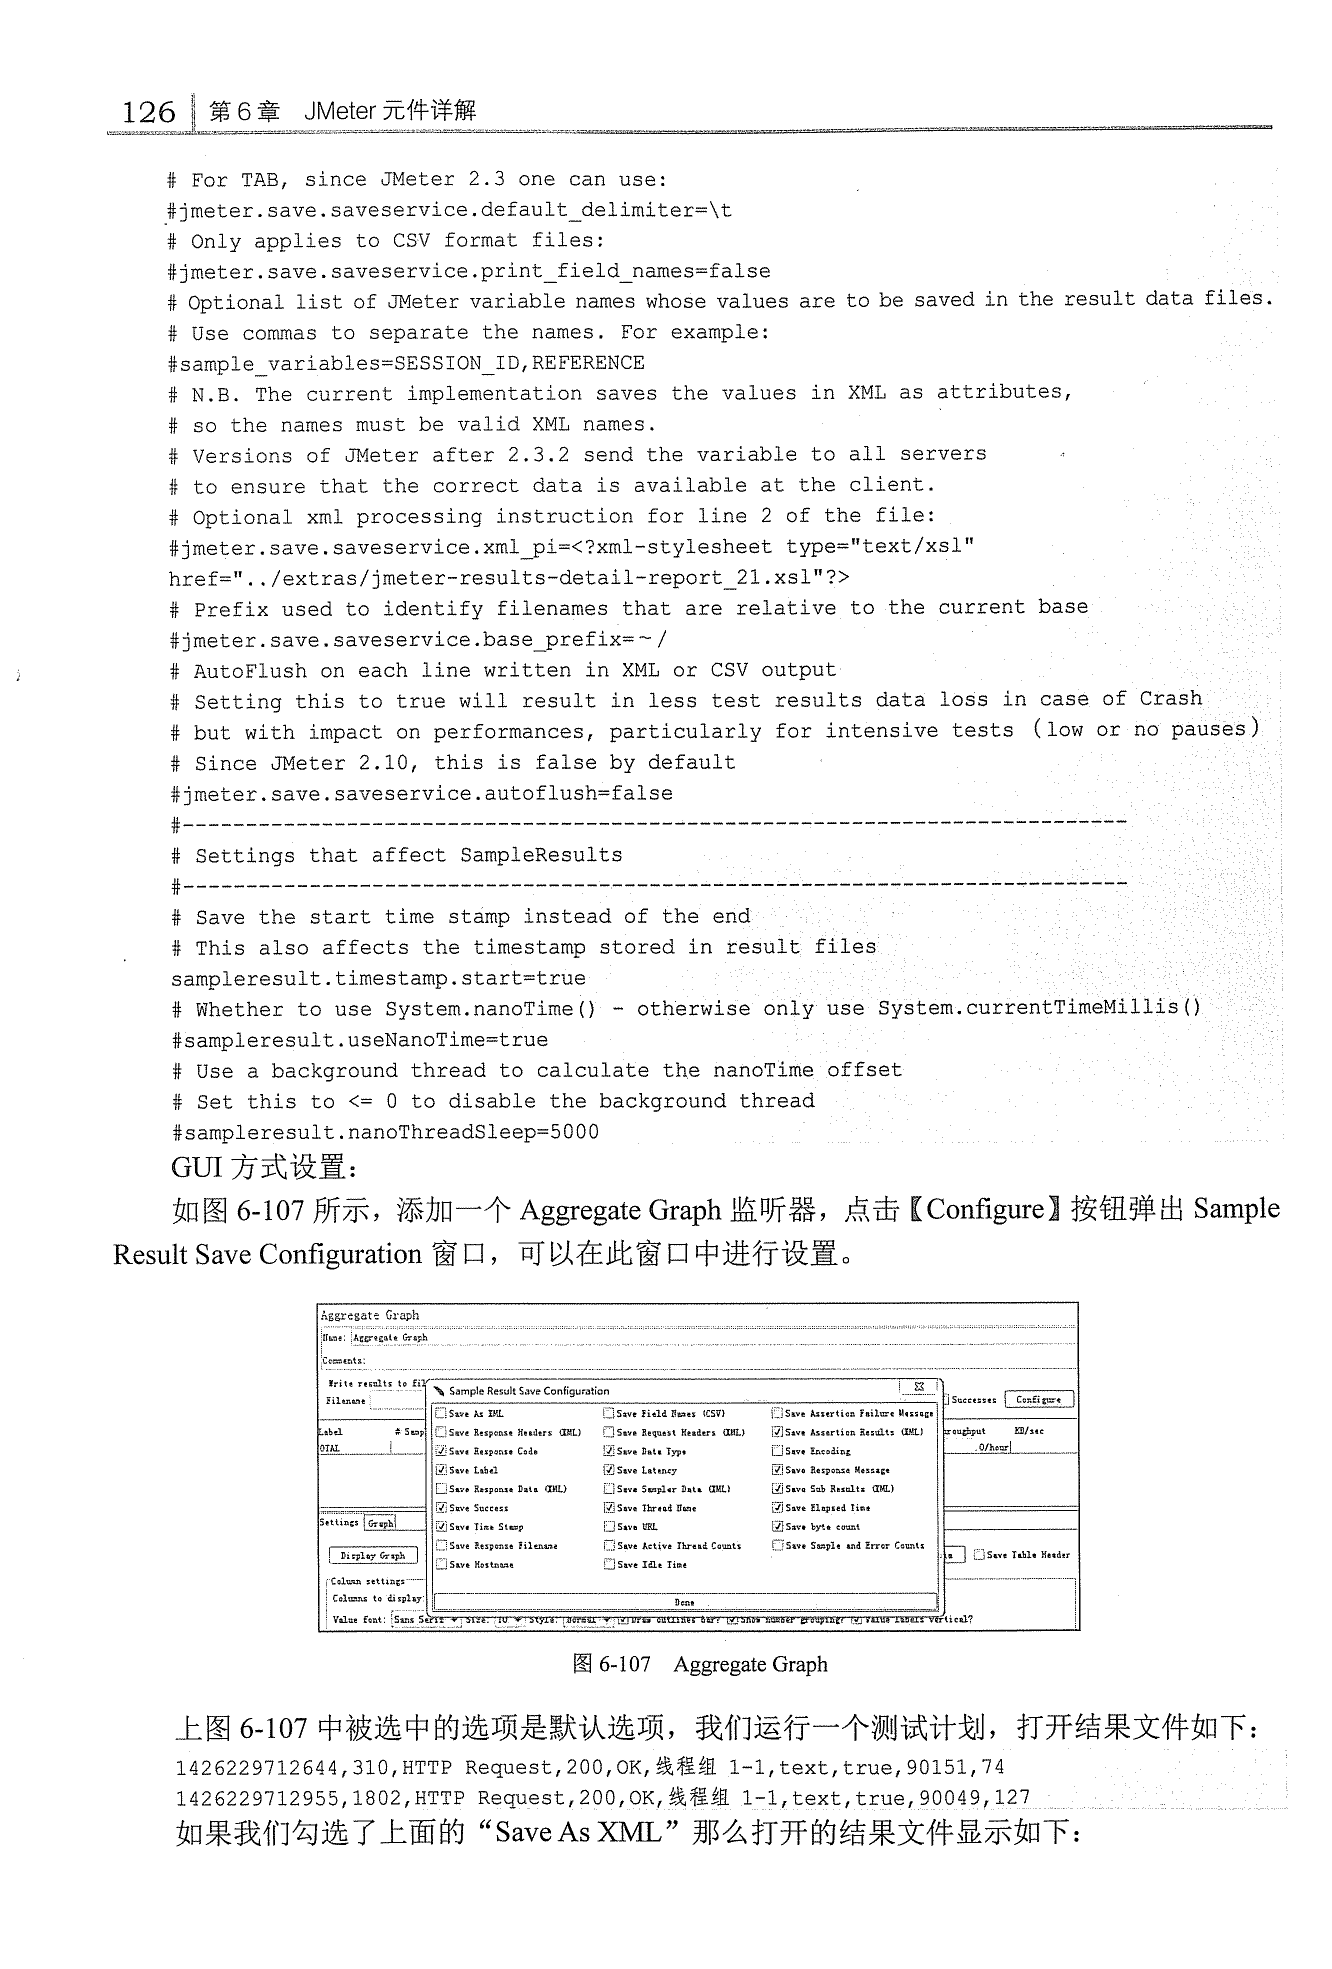 126 第6章 JMeter 元件详解
# For TAB, since JMeter 2.3 one can use:
#jmeter.save.saveservice.default_delimiter=\t
# Only applies to CSV format files:
#jmeter.save.saveservice.print_field_names=false
# Optional list of JMeter variable names whose values are to be saved in the result data files.
# Use commas to separate the names. For example:
#sample_variables=SESSION_ID,REFERENCE
# N.B. The current implementation saves the values in XML as attributes,
# so the names must be valid XML names.
# Versions of JMeter after 2.3.2 send the variable to all servers
# to ensure that the correct data is available at the client.
# Optional xml processing instruction for line 2 of the file:
#jmeter.save.saveservice.xml_pi=<?xml-stylesheet type="text/xsl"
href="../extras/jmeter-results-detail-report_21.xsl"?>
# Prefix used to identify filenames that are relative to the current base
#jmeter.save.saveservice.base_prefix=~/
# AutoFlush on each line written in XML or CSV output
# Setting this to true will result in less test results data loss in case of Crash
# but with impact on performances, particularly for intensive tests (low or no pauses)
# Since JMeter 2.10, this is false by default
#jmeter.save.saveservice.autoflush=false
#---------------------------------------------------------------------------
# Settings that affect SampleResults
#---------------------------------------------------------------------------
# Save the start time stamp instead of the end
# This also affects the timestamp stored in result files
sampleresult.timestamp.start=true
# Whether to use System.nanoTime() - otherwise only use System.currentTimeMillis()
#sampleresult.useNanoTime=true
# Use a background thread to calculate the nanoTime offset
# Set this to <= 0 to disable the background thread
#sampleresult.nanoThreadSleep=5000
GUI 方式设置：
如图 6-107 所示，添加一个 Aggregate Graph 监听器，点击【Configure】按钮弹出 Sample
Result Save Configuration 窗口，可以在此窗口中进行设置。
Aggregate Graph
Name: Aggregate Graph
Comments:
Write results to fil
Filename Successes Configure
Sample Result Save Configuration
Label # Samp roughput KB/sec
OTAL .0/hour
Save As XML Save Field Names (CSV) Save Assertion Failure Message
Save Response Headers (XML) Save Request Headers (XML) Save Assertion Results (XML)
Save Response Code Save Data Type Save Encoding
Save Label Save Latency Save Response Message
Save Response Data (XML) Save Sampler Data (XML) Save Sub Results (XML)
Save Success Save Thread Name Save Elapsed Time
Save Time Stamp Save URL Save byte count
Save Response Filename Save Active Thread Counts Save Sample and Error Counts
Save Hostname Save Idle Time
Done
Settings Graph
Display Graph Save Table Header
Column settings
Columns to display:
Value font: Sans Serif Size: 10 Style: Normal Draw outlines bar? Show number grouping? Value labels vertical?
图 6-107 Aggregate Graph
上图 6-107 中被选中的选项是默认选项，我们运行一个测试计划，打开结果文件如下：
1426229712644,310,HTTP Request,200,OK,线程组 1-1,text,true,90151,74
1426229712955,1802,HTTP Request,200,OK,线程组 1-1,text,true,90049,127
如果我们勾选了上面的“Save As XML”那么打开的结果文件显示如下：